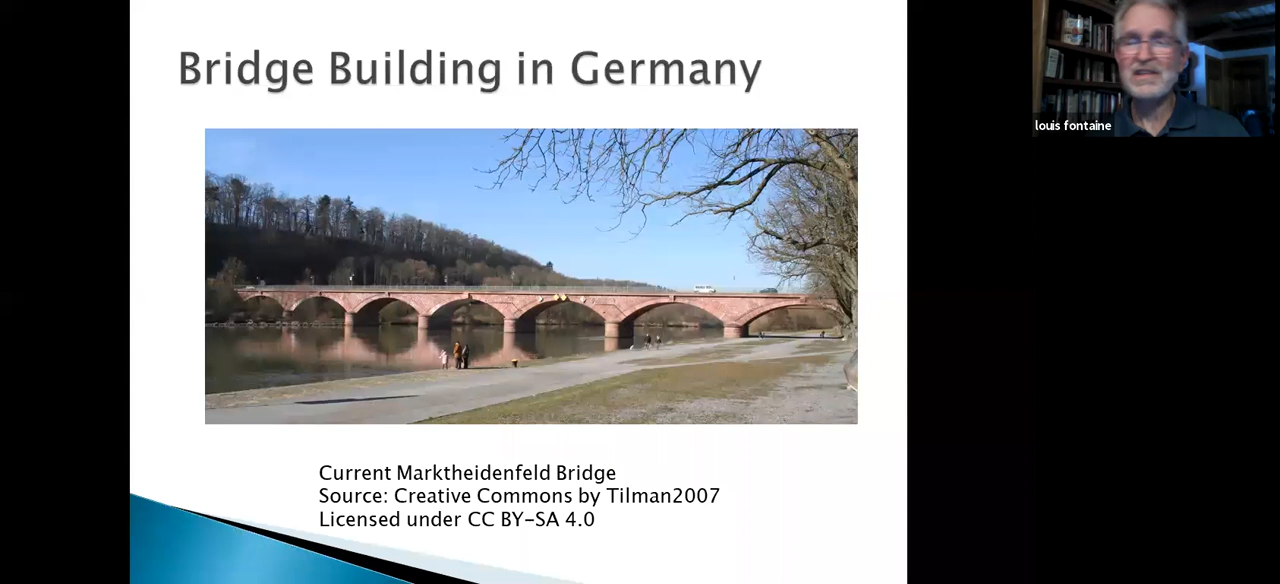 Bridge Building in Germany
louis fontaine
Current Marktheidenfeld Bridge
Source: Creative Commons by Tilman2007
Licensed under CC BY-SA 4.0